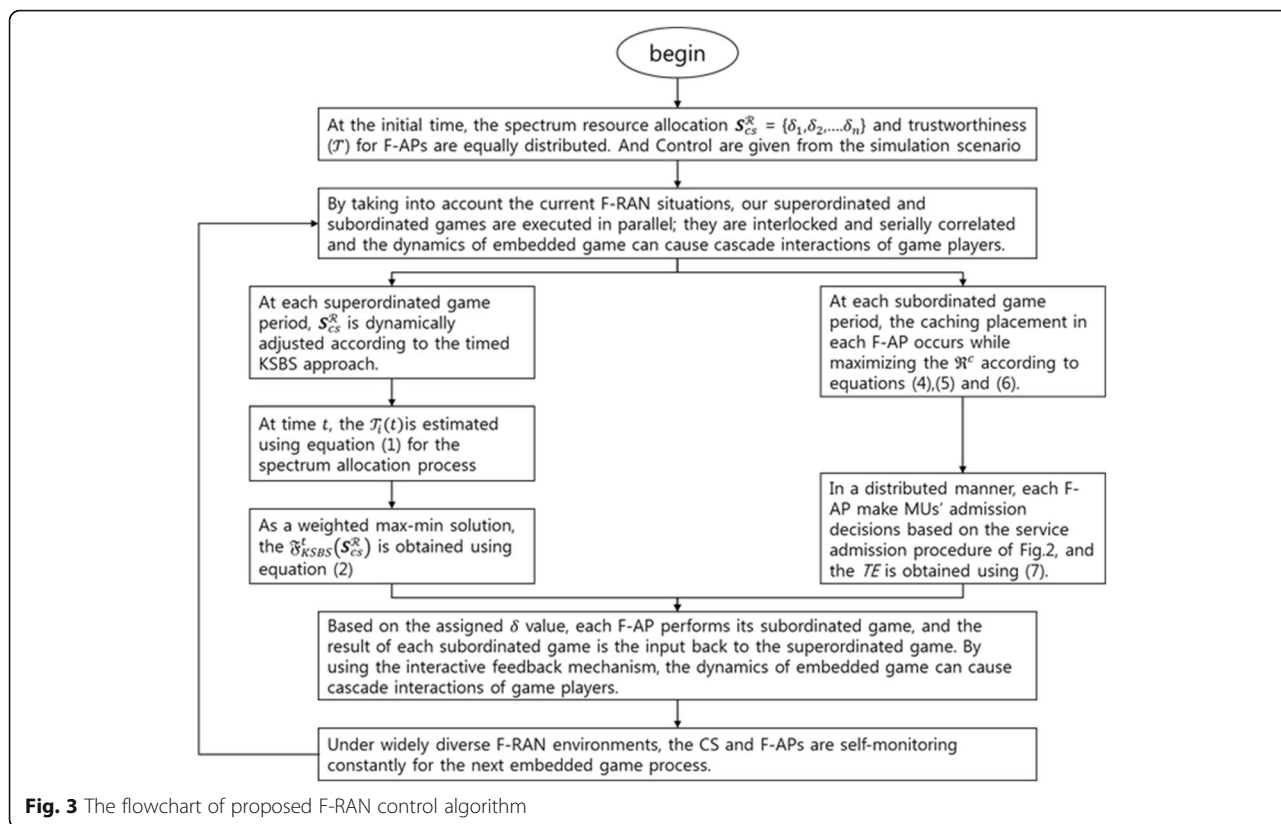 begin
At the initial time, the spectrum resource allocation 𝑺ᶜˢ^ℛ = {δ₁,δ₂,....δₙ} and trustworthiness
(𝒯) for F-APs are equally distributed. And Control are given from the simulation scenario
By taking into account the current F-RAN situations, our superordinated and
subordinated games are executed in parallel; they are interlocked and serially correlated
and the dynamics of embedded game can cause cascade interactions of game players.
At each superordinated game
period, 𝑺_cs^ℛ is dynamically
adjusted according to the timed
KSBS approach.
At time t, the 𝒯ᵢ(t)is estimated
using equation (1) for the
spectrum allocation process
As a weighted max-min solution,
the 𝔉_KSBS^t(𝑺_cs^ℛ) is obtained using
equation (2)
At each subordinated game
period, the caching placement in
each F-AP occurs while
maximizing the ℜᶜ according to
equations (4),(5) and (6).
In a distributed manner, each F-
AP make MUs' admission
decisions based on the service
admission procedure of Fig.2, and
the TE is obtained using (7).
Based on the assigned δ value, each F-AP performs its subordinated game, and the
result of each subordinated game is the input back to the superordinated game. By
using the interactive feedback mechanism, the dynamics of embedded game can cause
cascade interactions of game players.
Under widely diverse F-RAN environments, the CS and F-APs are self-monitoring
constantly for the next embedded game process.
Fig. 3 The flowchart of proposed F-RAN control algorithm